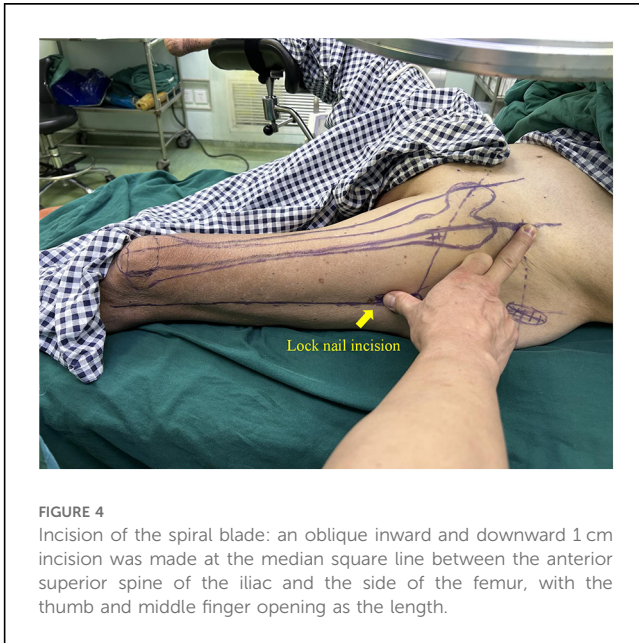 Lock nail incision
FIGURE 4
Incision of the spiral blade: an oblique inward and downward 1 cm
incision was made at the median square line between the anterior
superior spine of the iliac and the side of the femur, with the
thumb and middle finger opening as the length.